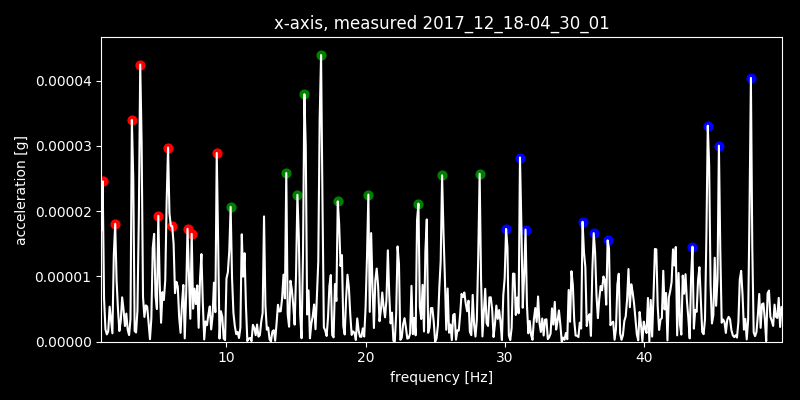 x-axis, measured 2017_12_18-04_30_01
acceleration [g]
0.00004
0.00003
0.00002
0.00001
0.00000
10 20 30 40
frequency [Hz]